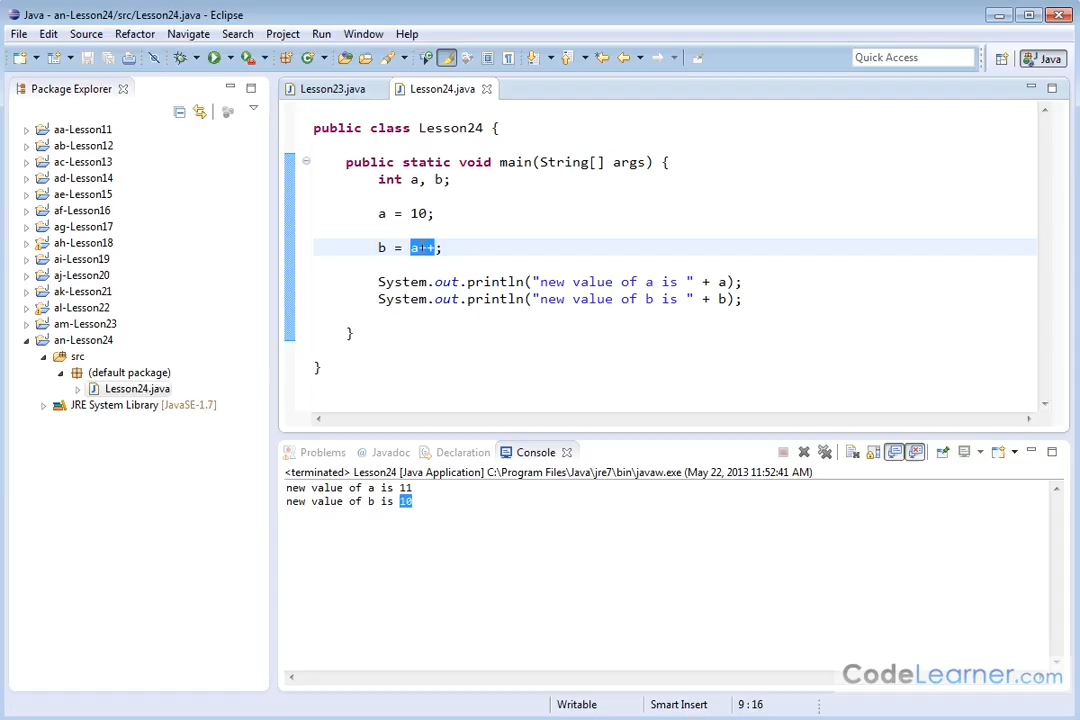 Java - an-Lesson24/src/Lesson24.java - Eclipse
File Edit Source Refactor Navigate Search Project Run Window Help
Quick Access
Java
Package Explorer
Lesson23.java
Lesson24.java
aa-Lesson11
ab-Lesson12
ac-Lesson13
ad-Lesson14
ae-Lesson15
af-Lesson16
ag-Lesson17
ah-Lesson18
ai-Lesson19
aj-Lesson20
ak-Lesson21
al-Lesson22
am-Lesson23
an-Lesson24
src
(default package)
Lesson24.java
JRE System Library [JavaSE-1.7]
public class Lesson24 {
public static void main(String[] args) {
int a, b;
a = 10;
b = a++;
System.out.println("new value of a is " + a);
System.out.println("new value of b is " + b);
}
}
Problems @ Javadoc Declaration Console
<terminated> Lesson24 [Java Application] C:\Program Files\Java\jre7\bin\javaw.exe (May 22, 2013 11:52:41 AM)
new value of a is 11
new value of b is 10
CodeLearner.com
Writable Smart Insert 9 : 16